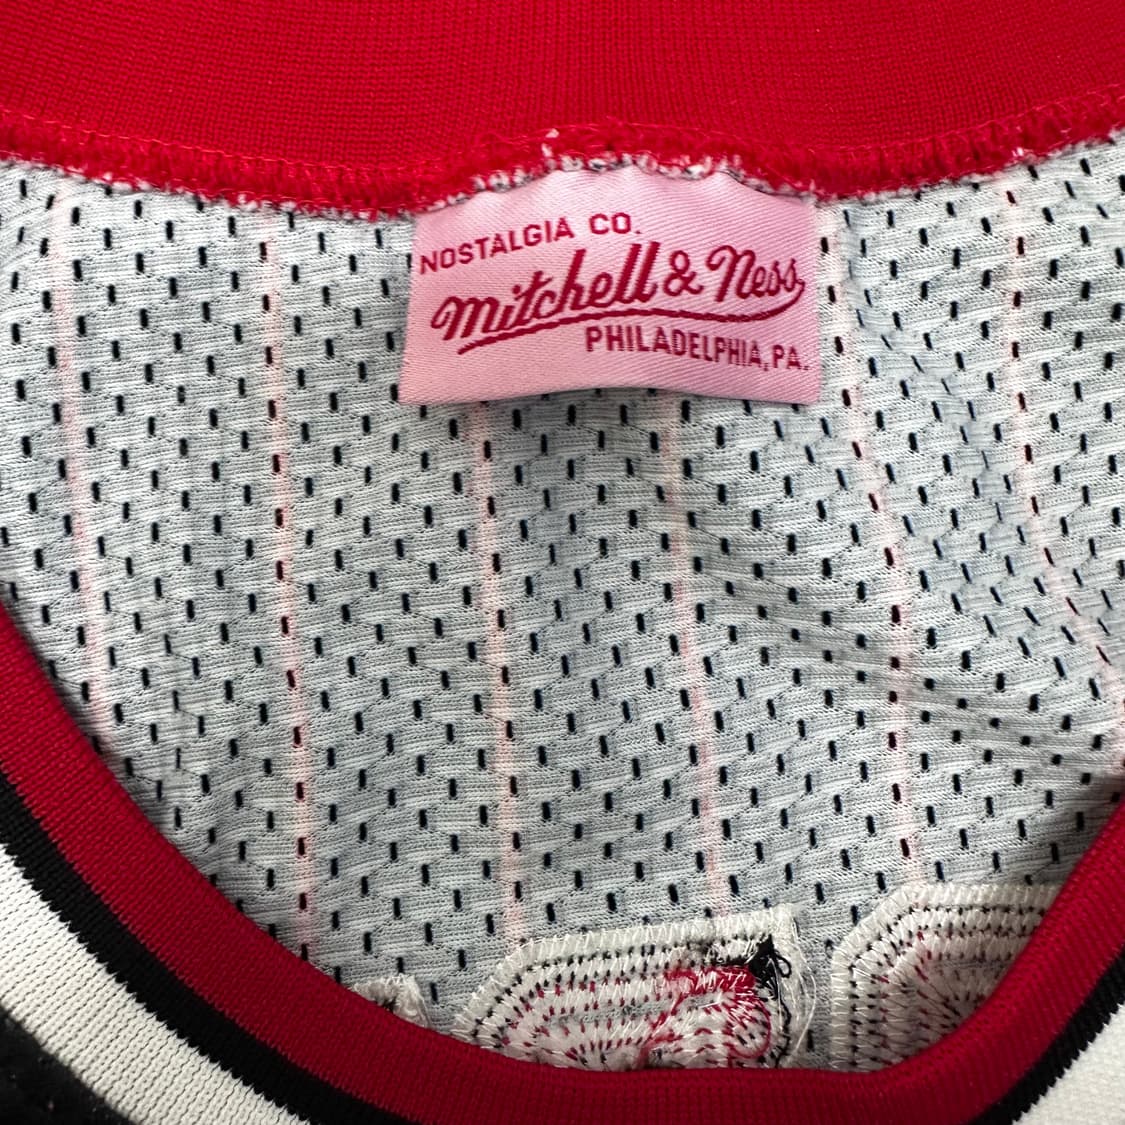 NOSTALGIA CO.
Mitchell & Ness
PHILADELPHIA, PA.